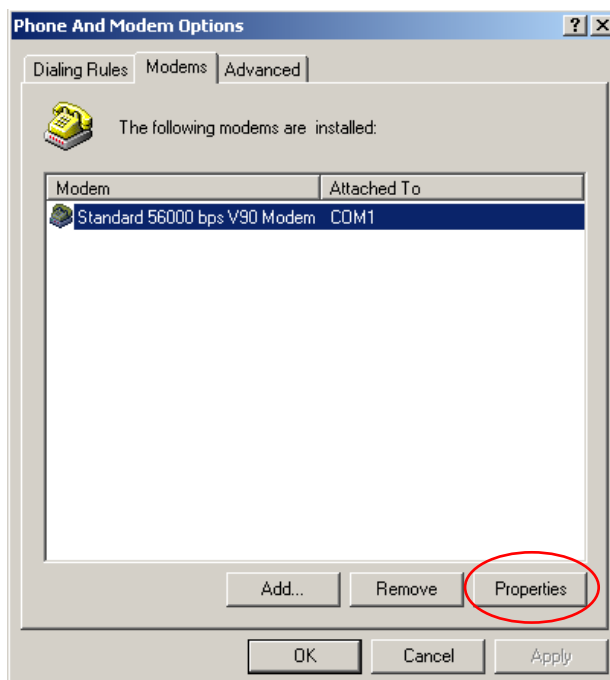 Phone And Modem Options
Dialing Rules Modems Advanced
The following modems are installed:
Modem Attached To
Standard 56000 bps V90 Modem COM1
Add... Remove Properties
OK Cancel Apply